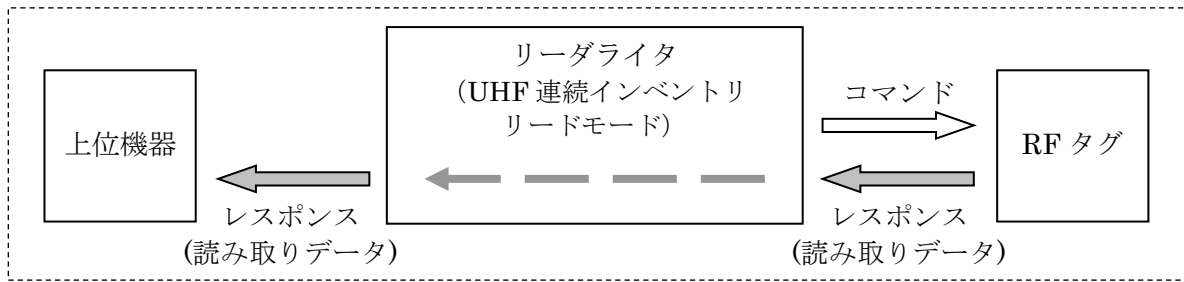 リーダライタ
(UHF 連続インベントリ
リードモード)
上位機器
コマンド
RF タグ
レスポンス
(読み取りデータ)
レスポンス
(読み取りデータ)